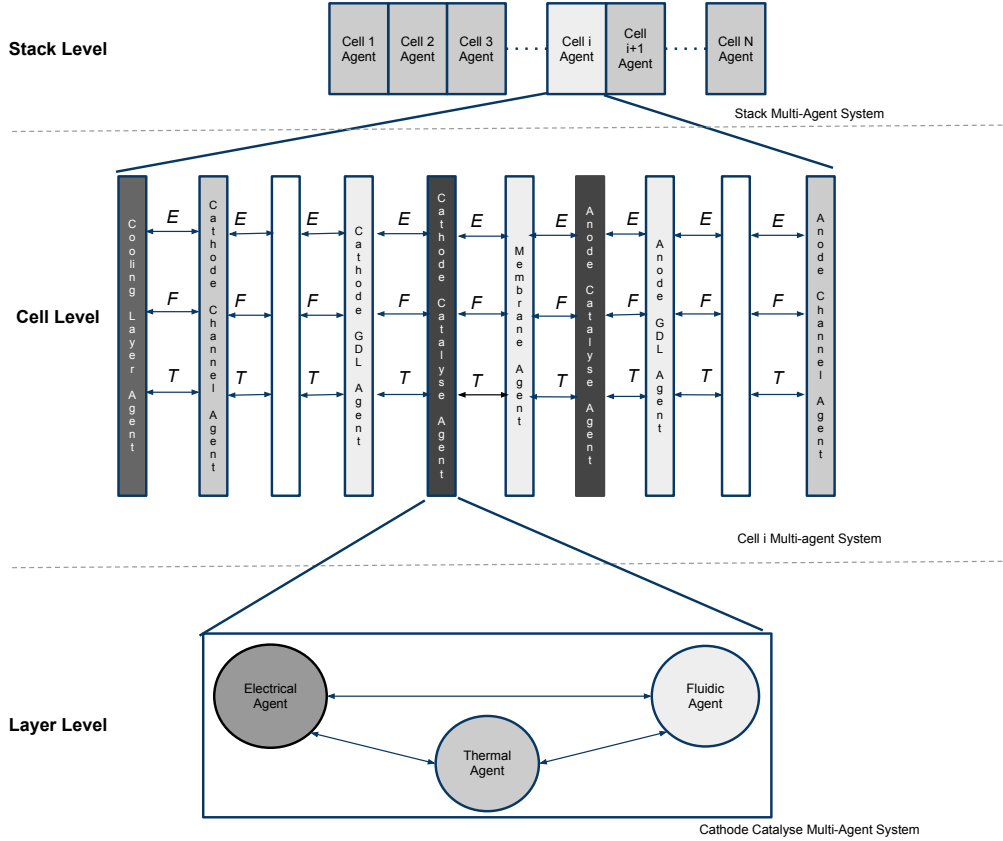 Stack Level
Cell 1
Agent
Cell 2
Agent
Cell 3
Agent
Cell i
Agent
Cell
i+1
Agent
Cell N
Agent
Stack Multi-Agent System
Cell Level
Cooling Layer Agent
Cathode Channel Agent
Cathode GDL Agent
Cathode Catalyse Agent
Membrane Agent
Anode Catalyse Agent
Anode GDL Agent
Anode Channel Agent
E E E E E E E E E
F F F F F F F F F
T T T T T T T T T
Cell i Multi-agent System
Layer Level
Electrical
Agent
Fluidic
Agent
Thermal
Agent
Cathode Catalyse Multi-Agent System